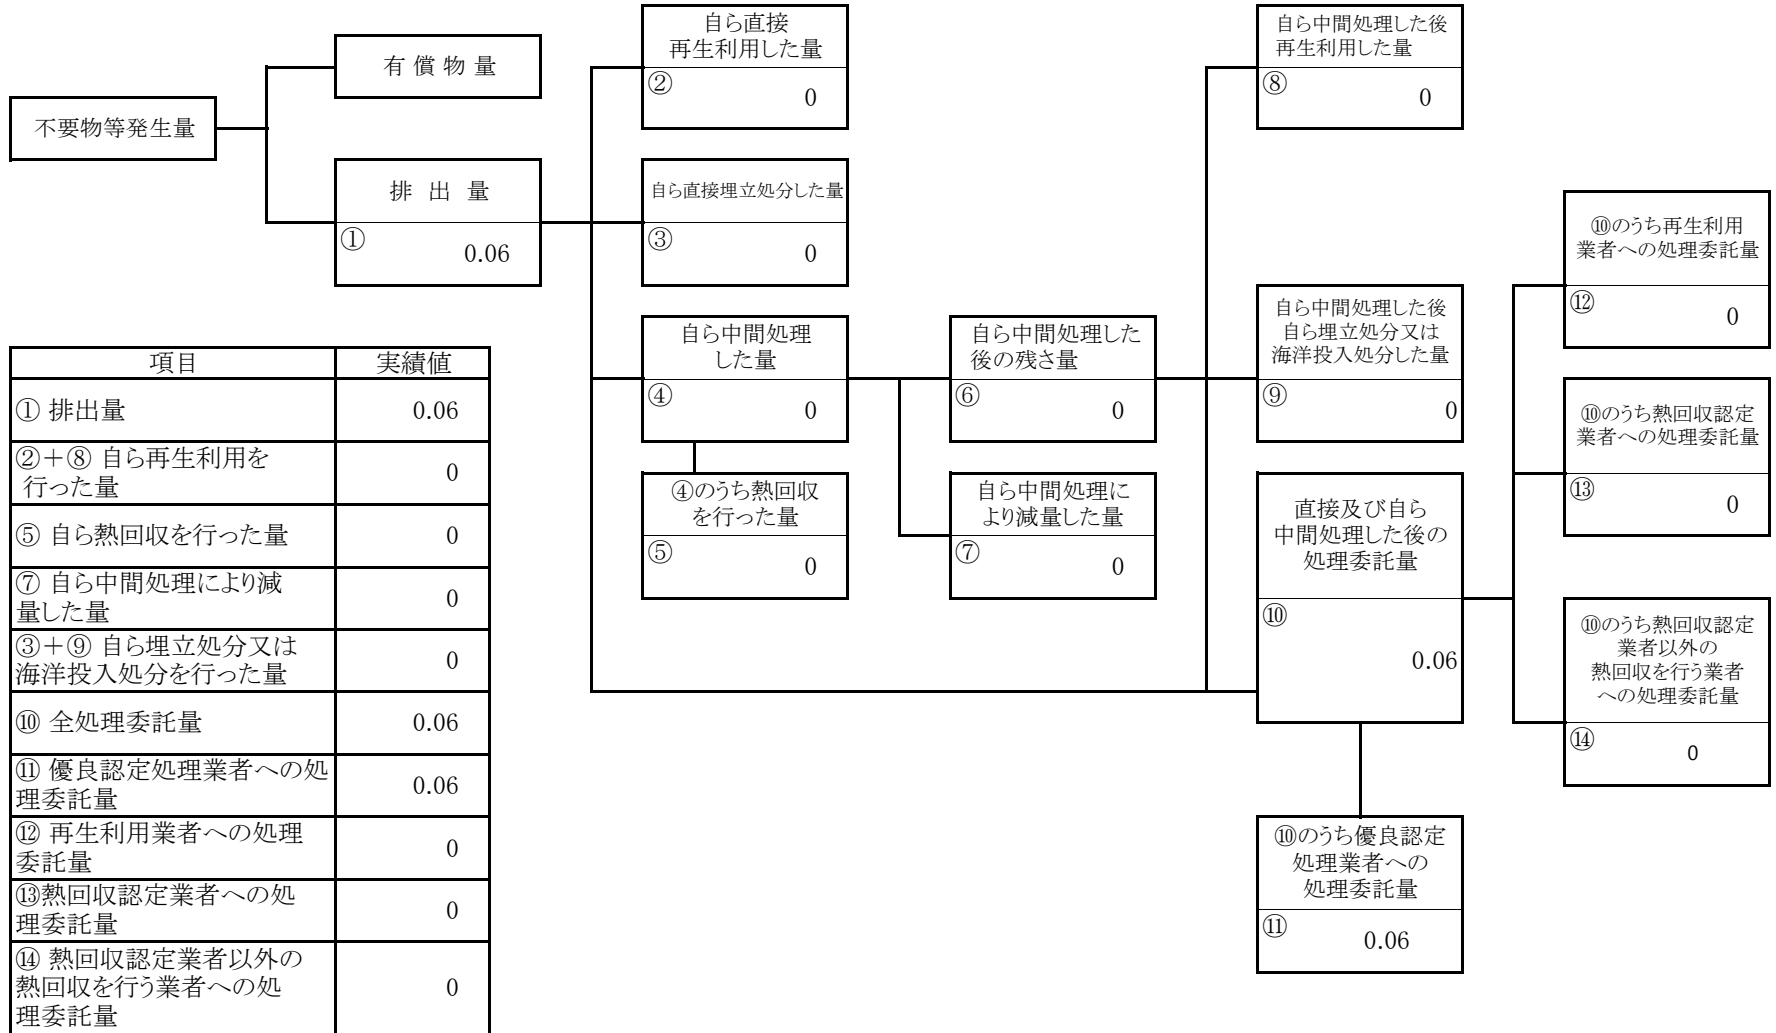 不要物等発生量
有 償 物 量
排 出 量
①
0.06
自ら直接
再生利用した量
②
0
自ら直接埋立処分した量
③
0
自ら中間処理
した量
④
0
④のうち熱回収
を行った量
⑤
0
自ら中間処理した
後の残さ量
⑥
0
自ら中間処理に
より減量した量
⑦
0
自ら中間処理した後
再生利用した量
⑧
0
自ら中間処理した後
自ら埋立処分又は
海洋投入処分した量
⑨
0
直接及び自ら
中間処理した後の
処理委託量
⑩
0.06
⑩のうち優良認定
処理業者への
処理委託量
⑪
0.06
⑩のうち再生利用
業者への処理委託量
⑫
0
⑩のうち熱回収認定
業者への処理委託量
⑬
0
⑩のうち熱回収認定
業者以外の
熱回収を行う業者
への処理委託量
⑭
0
項目 実績値
① 排出量 0.06
②+⑧ 自ら再生利用を
行った量 0
⑤ 自ら熱回収を行った量 0
⑦ 自ら中間処理により減
量した量 0
③+⑨ 自ら埋立処分又は
海洋投入処分を行った量 0
⑩ 全処理委託量 0.06
⑪ 優良認定処理業者への処
理委託量 0.06
⑫ 再生利用業者への処理
委託量 0
⑬熱回収認定業者への処
理委託量 0
⑭ 熱回収認定業者以外の
熱回収を行う業者への処
理委託量 0